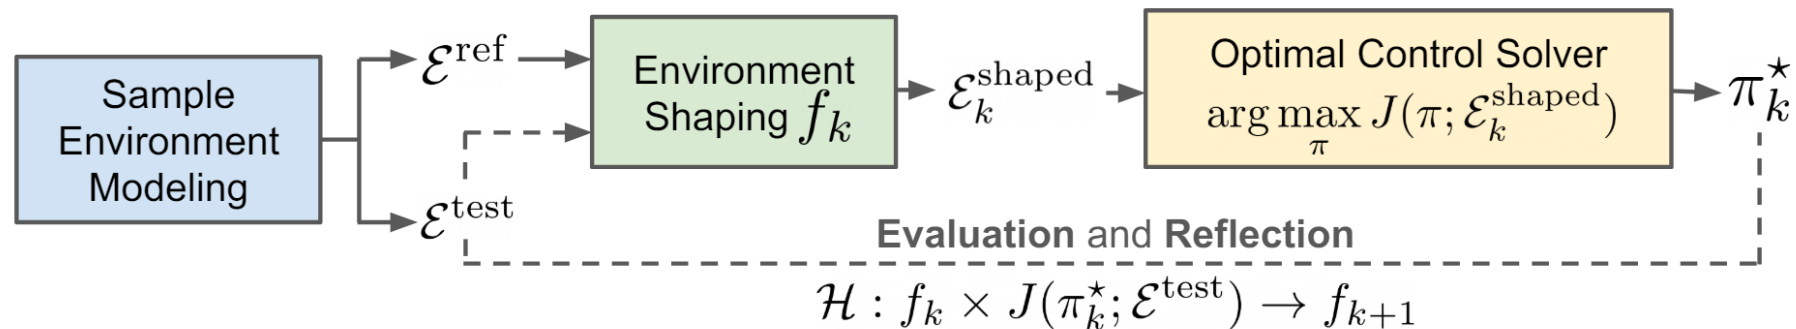 Sample
Environment
Modeling
ℰ^ref
ℰ^test
Environment
Shaping f_k
ℰ_k^shaped
Optimal Control Solver
arg max_π J(π; ℰ_k^shaped)
π_k^⋆
Evaluation and Reflection
ℋ : f_k × J(π_k^⋆; ℰ^test) → f_{k+1}